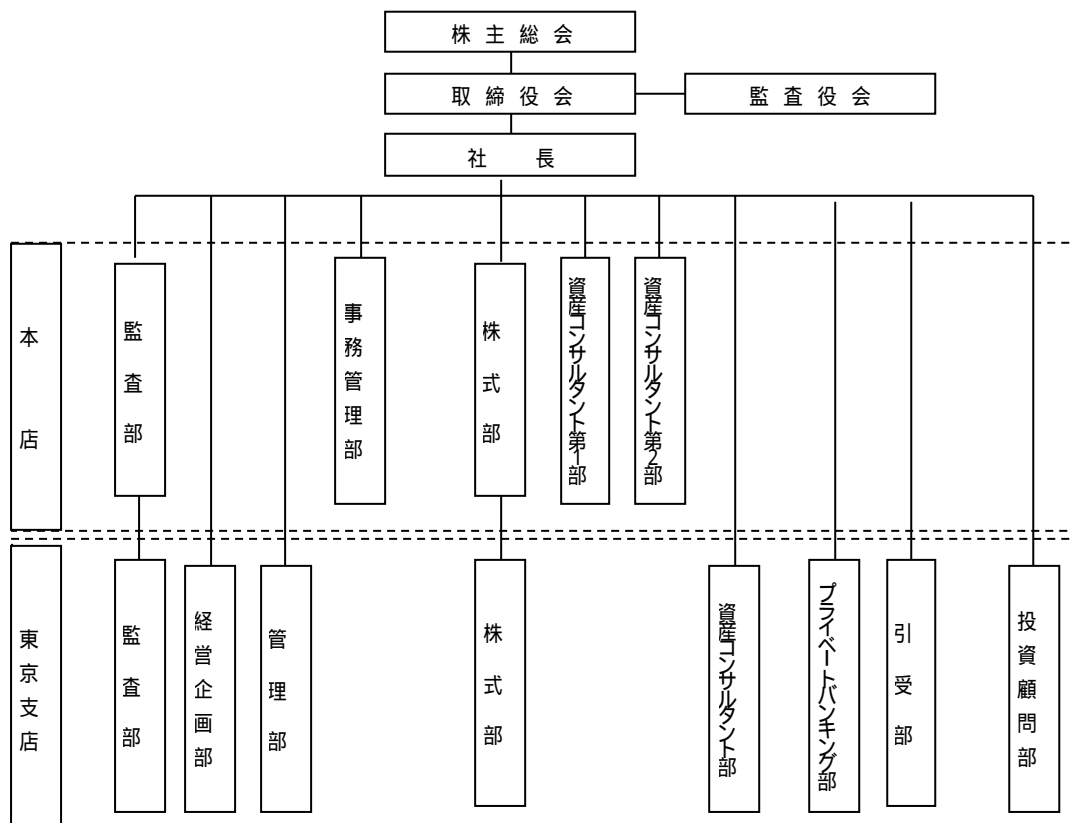 株主総会
取締役会
監査役会
社　長
本店
監査部
事務管理部
株式部
資産コンサルタント第1部
資産コンサルタント第2部
東京支店
監査部
経営企画部
管理部
株式部
資産コンサルタント部
プライベートバンキング部
引受部
投資顧問部